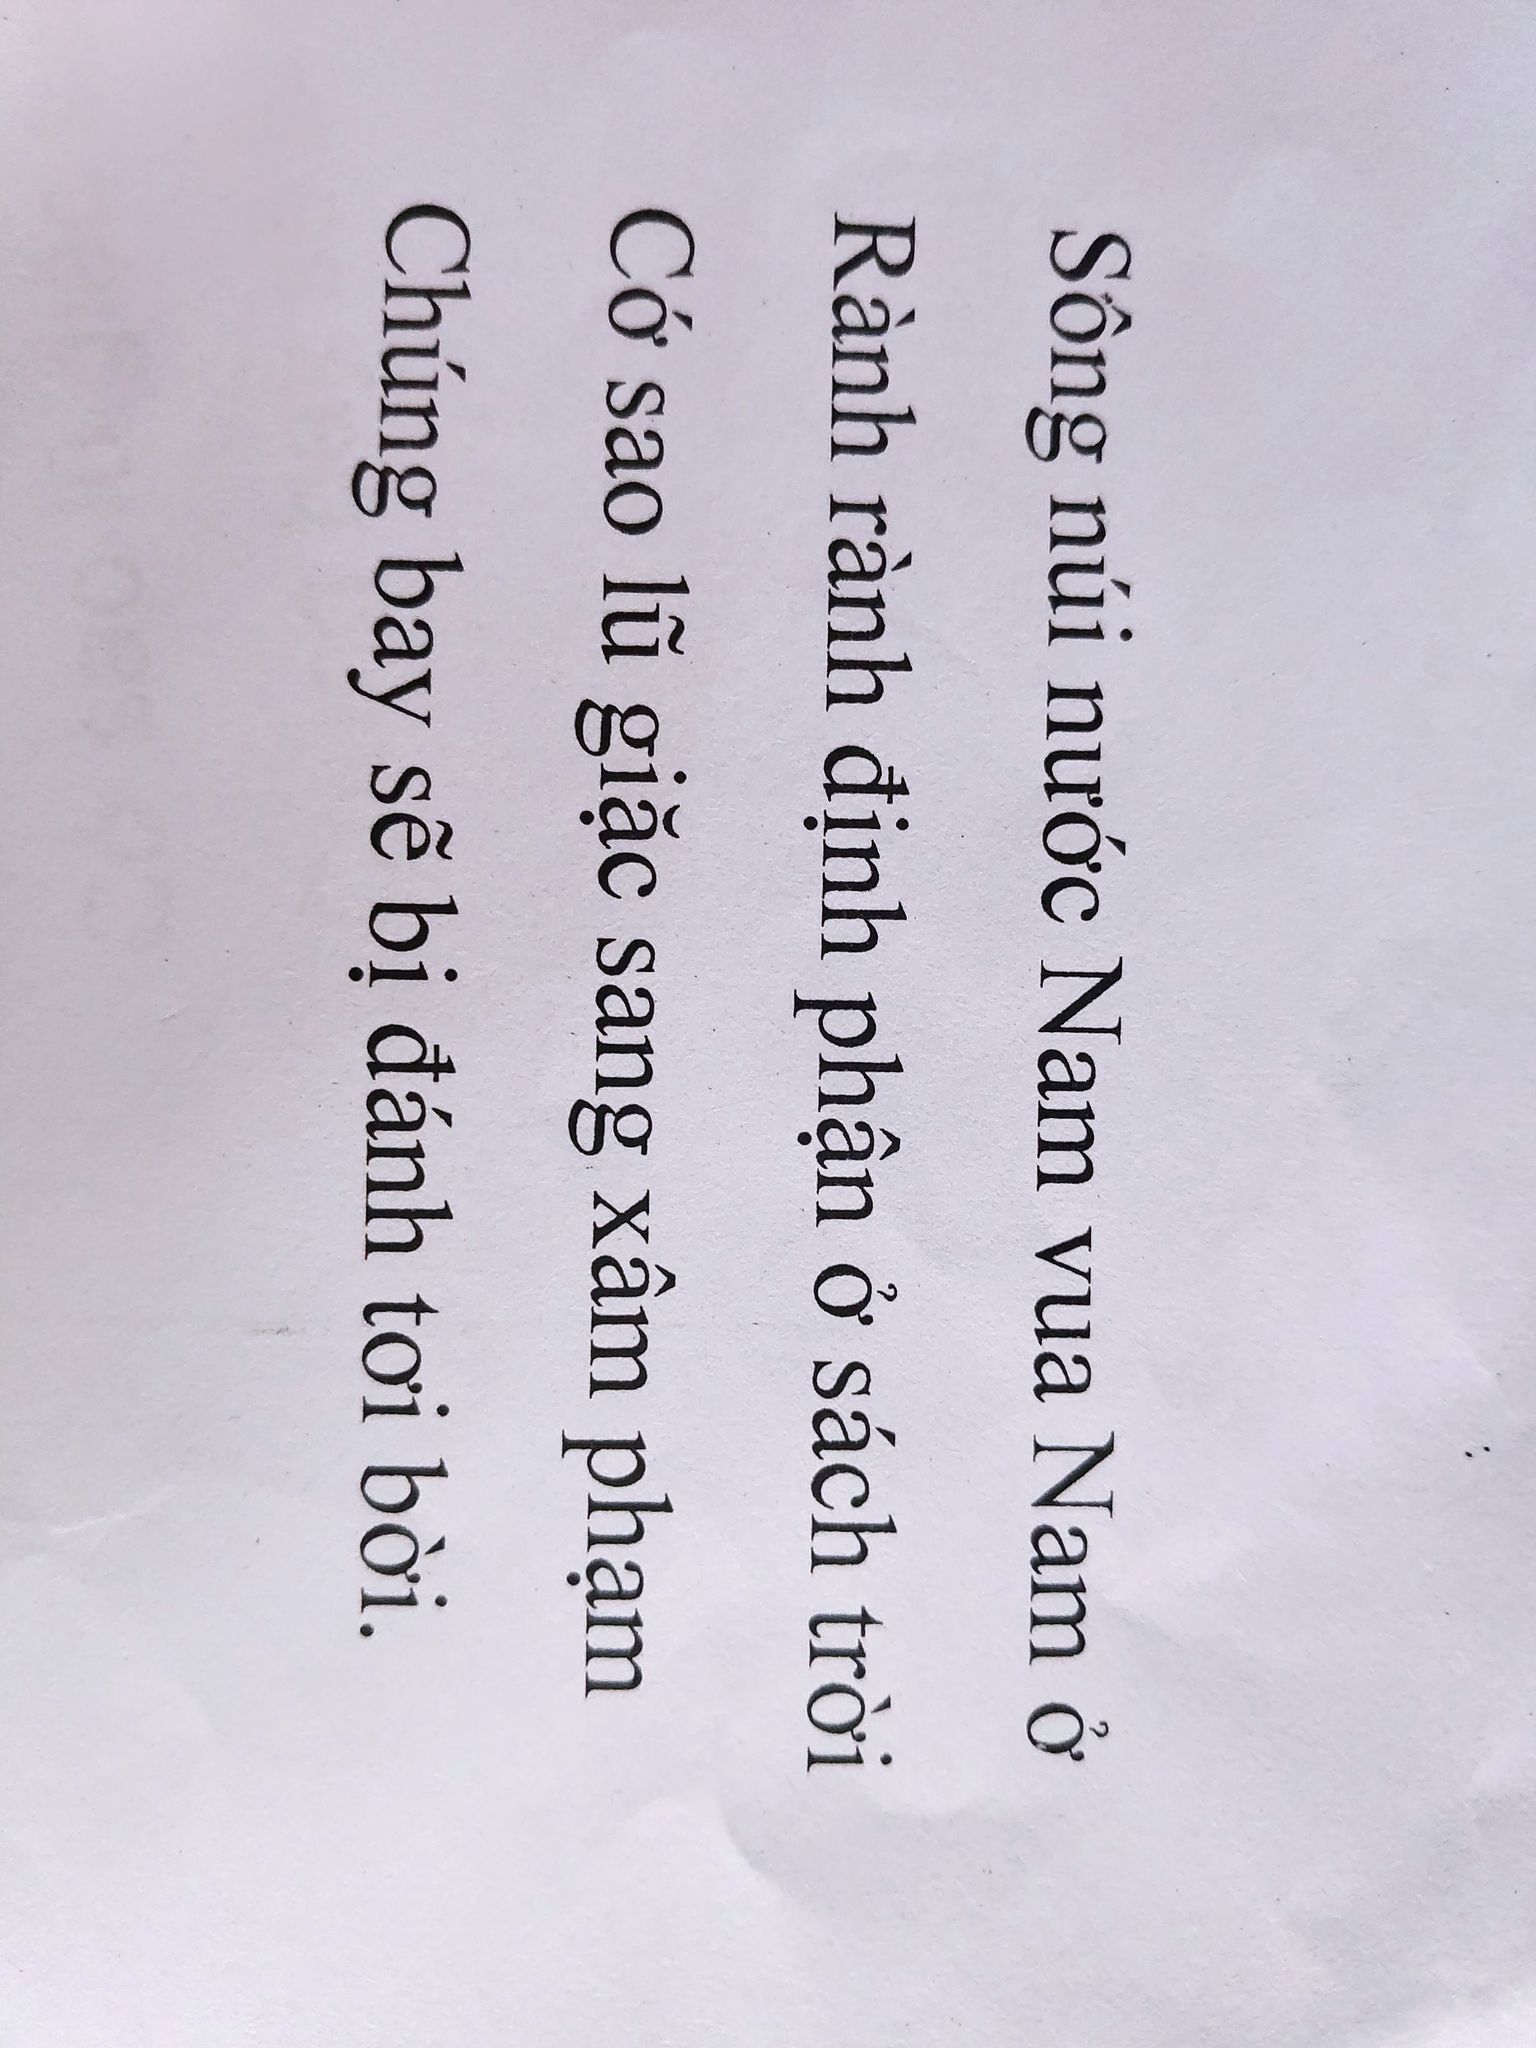 Sông núi nước Nam vua Nam ở
Rành rành định phận ở sách trời
Cớ sao lũ giặc sang xâm phạm
Chúng bay sẽ bị đánh tơi bời.